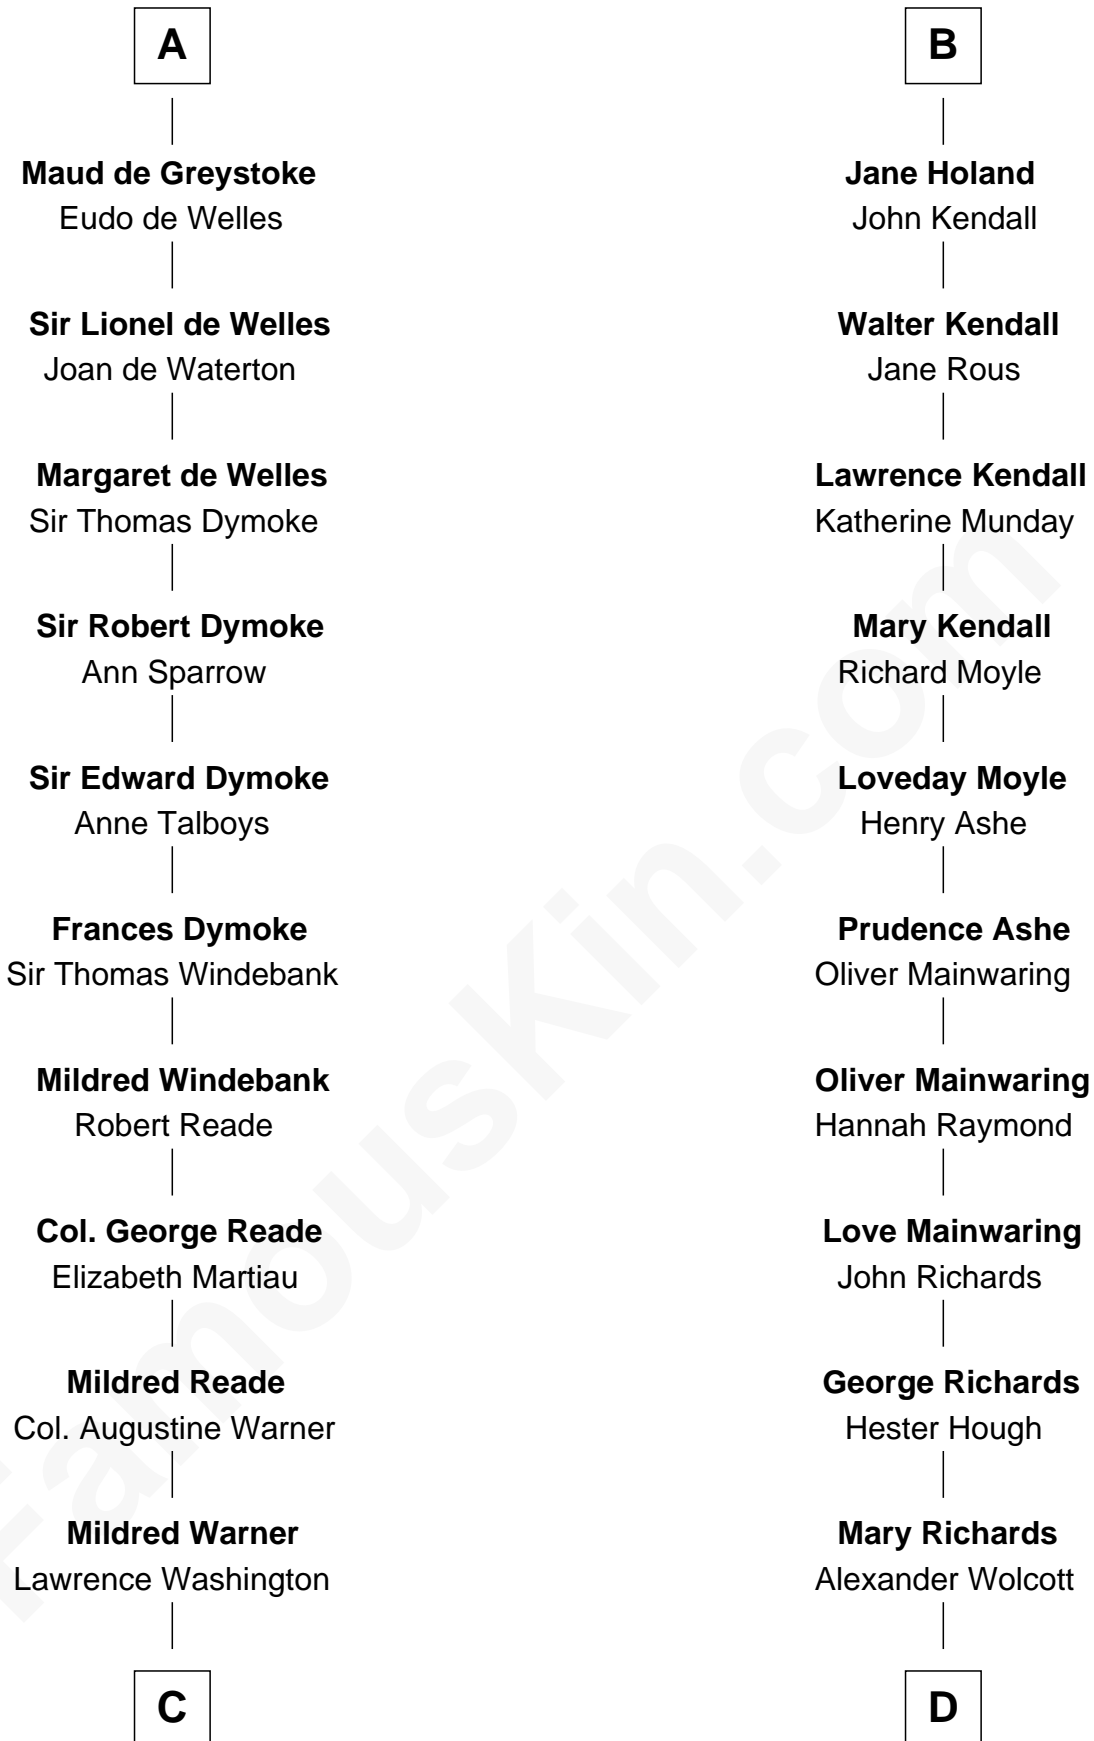 A
Maud de Greystoke
Eudo de Welles
Sir Lionel de Welles
Joan de Waterton
Margaret de Welles
Sir Thomas Dymoke
Sir Robert Dymoke
Ann Sparrow
Sir Edward Dymoke
Anne Talboys
Frances Dymoke
Sir Thomas Windebank
Mildred Windebank
Robert Reade
Col. George Reade
Elizabeth Martiau
Mildred Reade
Col. Augustine Warner
Mildred Warner
Lawrence Washington
C
B
Jane Holand
John Kendall
Walter Kendall
Jane Rous
Lawrence Kendall
Katherine Munday
Mary Kendall
Richard Moyle
Loveday Moyle
Henry Ashe
Prudence Ashe
Oliver Mainwaring
Oliver Mainwaring
Hannah Raymond
Love Mainwaring
John Richards
George Richards
Hester Hough
Mary Richards
Alexander Wolcott
D
FamousKin.com